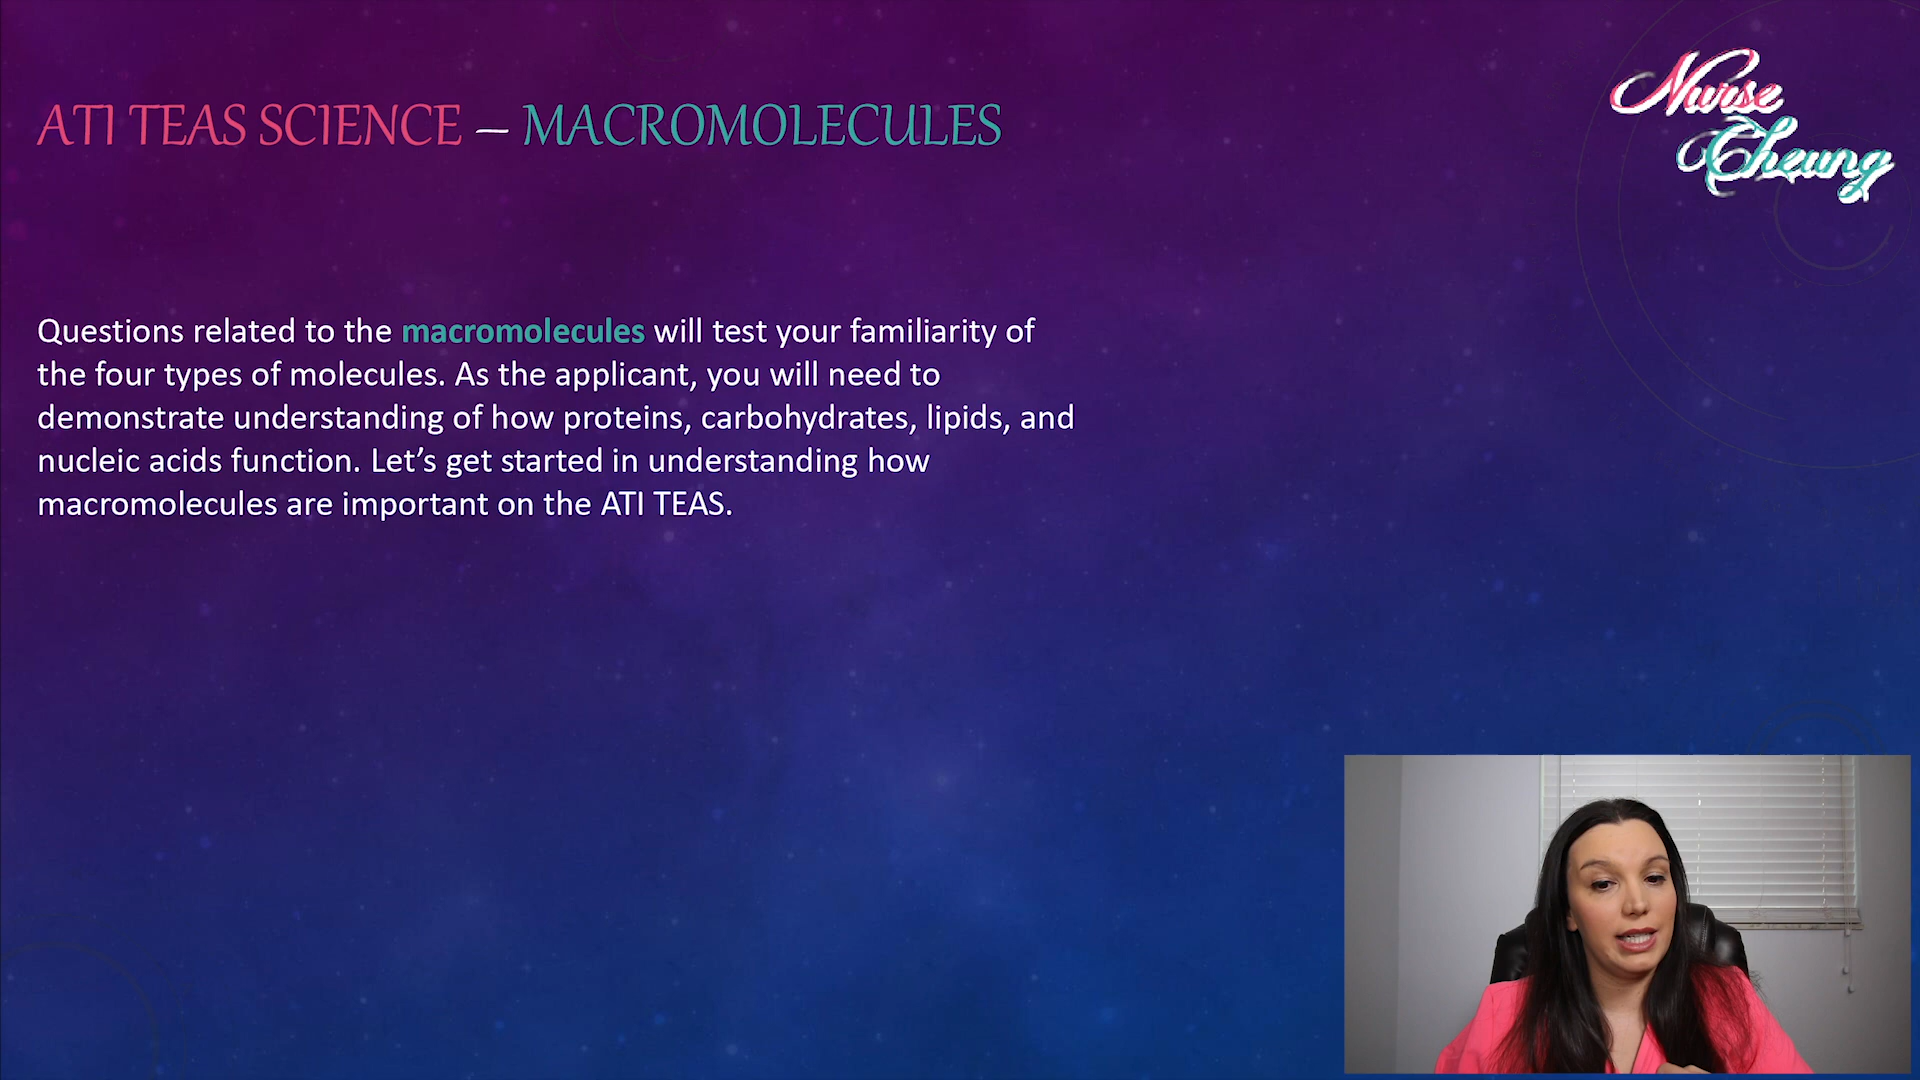 ATI TEAS SCIENCE – MACROMOLECULES
Nurse
Cheung
Questions related to the macromolecules will test your familiarity of
the four types of molecules. As the applicant, you will need to
demonstrate understanding of how proteins, carbohydrates, lipids, and
nucleic acids function. Let’s get started in understanding how
macromolecules are important on the ATI TEAS.